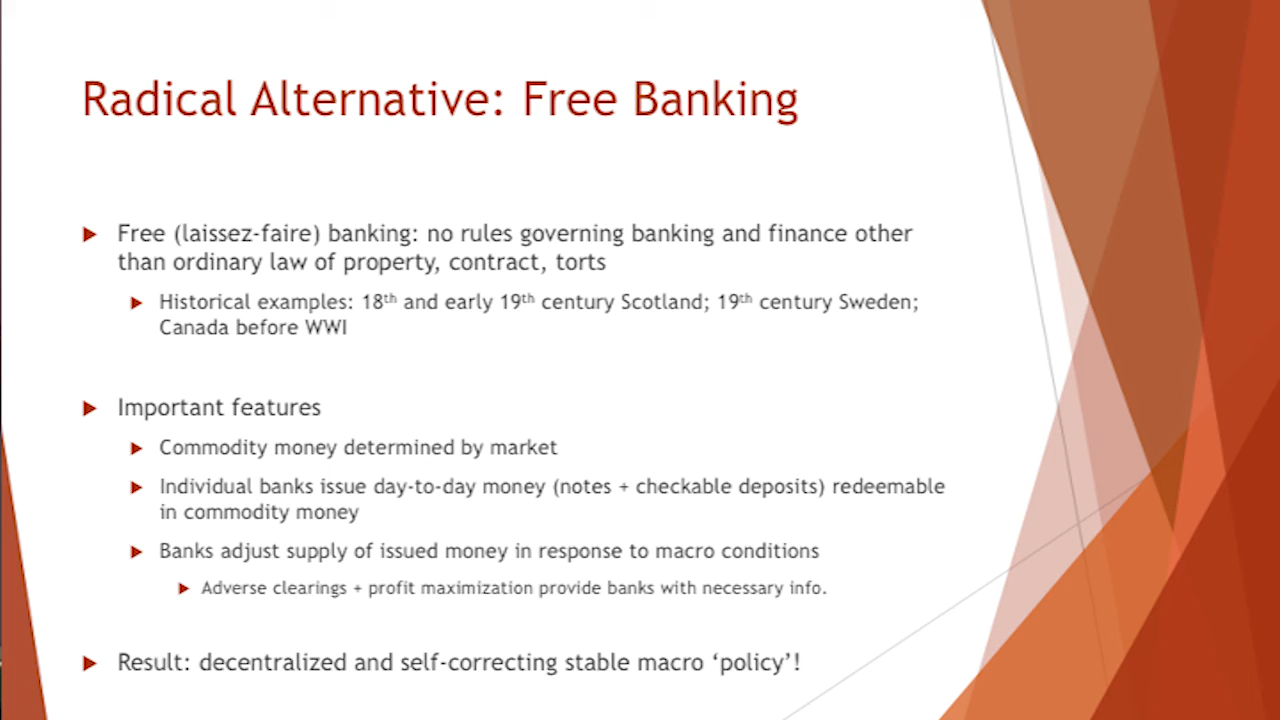 Radical Alternative: Free Banking
Free (laissez-faire) banking: no rules governing banking and finance other
than ordinary law of property, contract, torts
Historical examples: 18th and early 19th century Scotland; 19th century Sweden;
Canada before WWI
Important features
Commodity money determined by market
Individual banks issue day-to-day money (notes + checkable deposits) redeemable
in commodity money
Banks adjust supply of issued money in response to macro conditions
Adverse clearings + profit maximization provide banks with necessary info.
Result: decentralized and self-correcting stable macro ‘policy’!